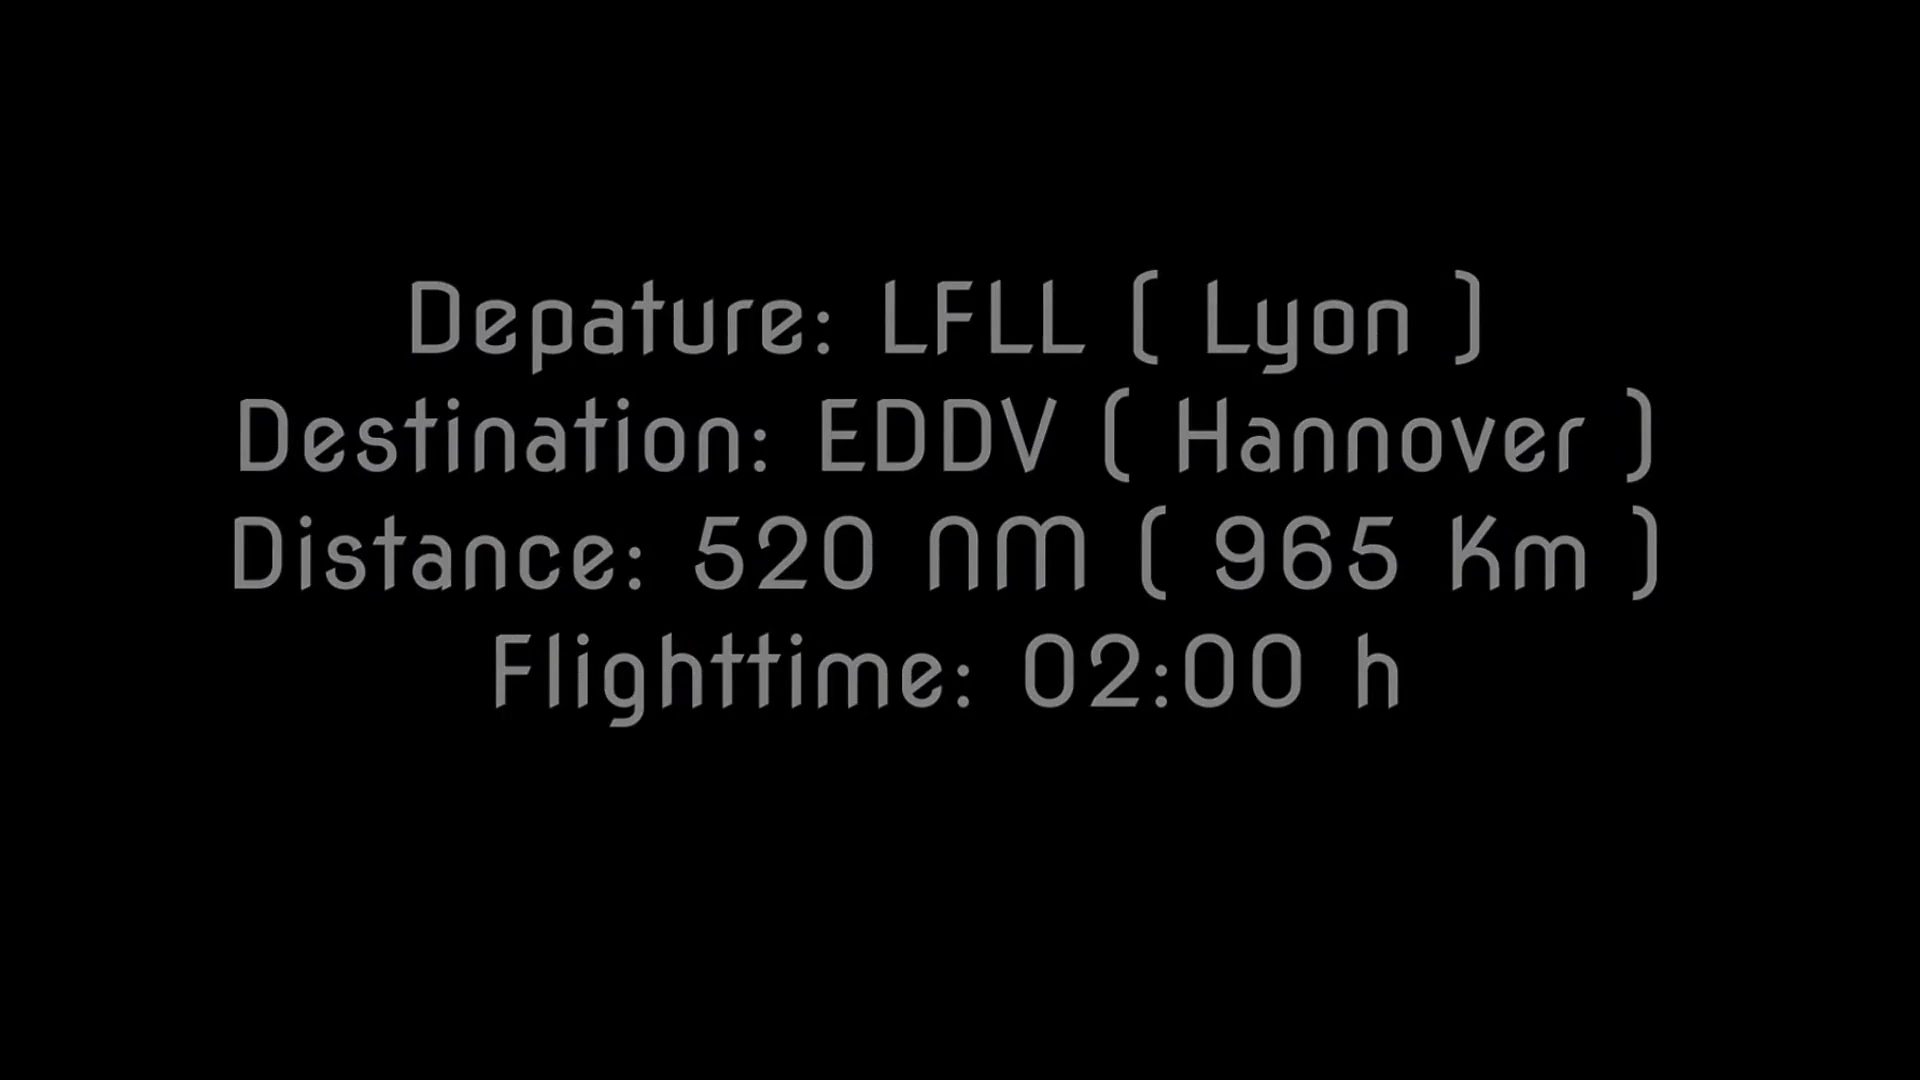 Depature: LFLL ( Lyon )
Destination: EDDV ( Hannover )
Distance: 520 NM ( 965 Km )
Flighttime: 02:00 h